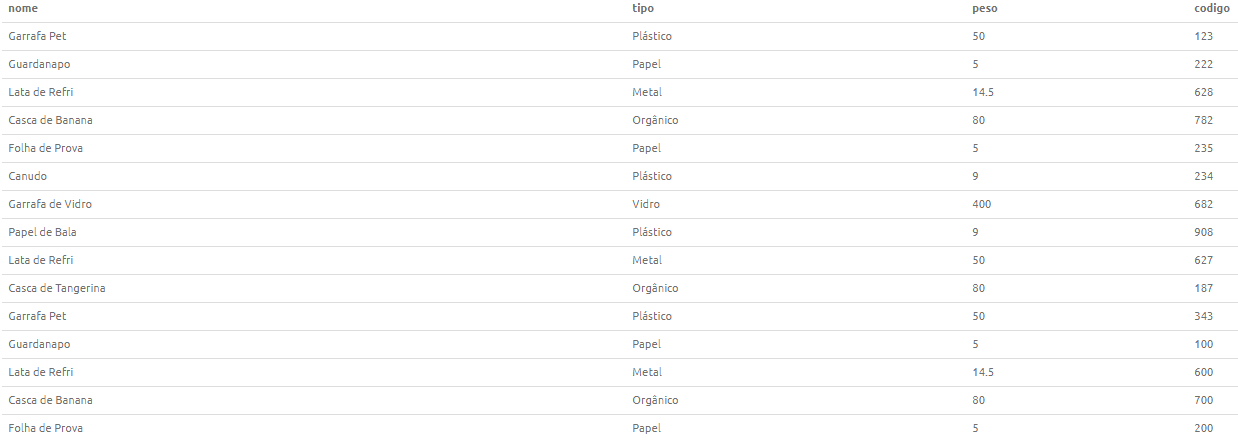 nome tipo peso codigo
Garrafa Pet Plástico 50 123
Guardanapo Papel 5 222
Lata de Refri Metal 14.5 628
Casca de Banana Orgânico 80 782
Folha de Prova Papel 5 235
Canudo Plástico 9 234
Garrafa de Vidro Vidro 400 682
Papel de Bala Plástico 9 908
Lata de Refri Metal 50 627
Casca de Tangerina Orgânico 80 187
Garrafa Pet Plástico 50 343
Guardanapo Papel 5 100
Lata de Refri Metal 14.5 600
Casca de Banana Orgânico 80 700
Folha de Prova Papel 5 200